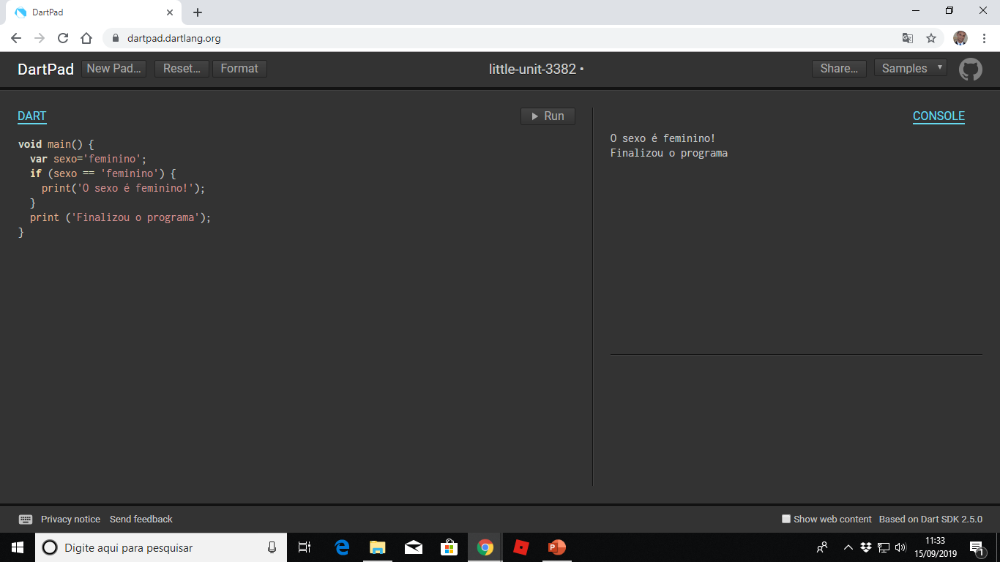 DartPad
dartpad.dartlang.org
DartPad New Pad... Reset... Format little-unit-3382 • Share... Samples
DART Run
void main() {
  var sexo='feminino';
  if (sexo == 'feminino') {
    print('O sexo é feminino!');
  }
  print ('Finalizou o programa');
}
CONSOLE
O sexo é feminino!
Finalizou o programa
Privacy notice Send feedback Show web content Based on Dart SDK 2.5.0
Digite aqui para pesquisar
11:33
15/09/2019
1